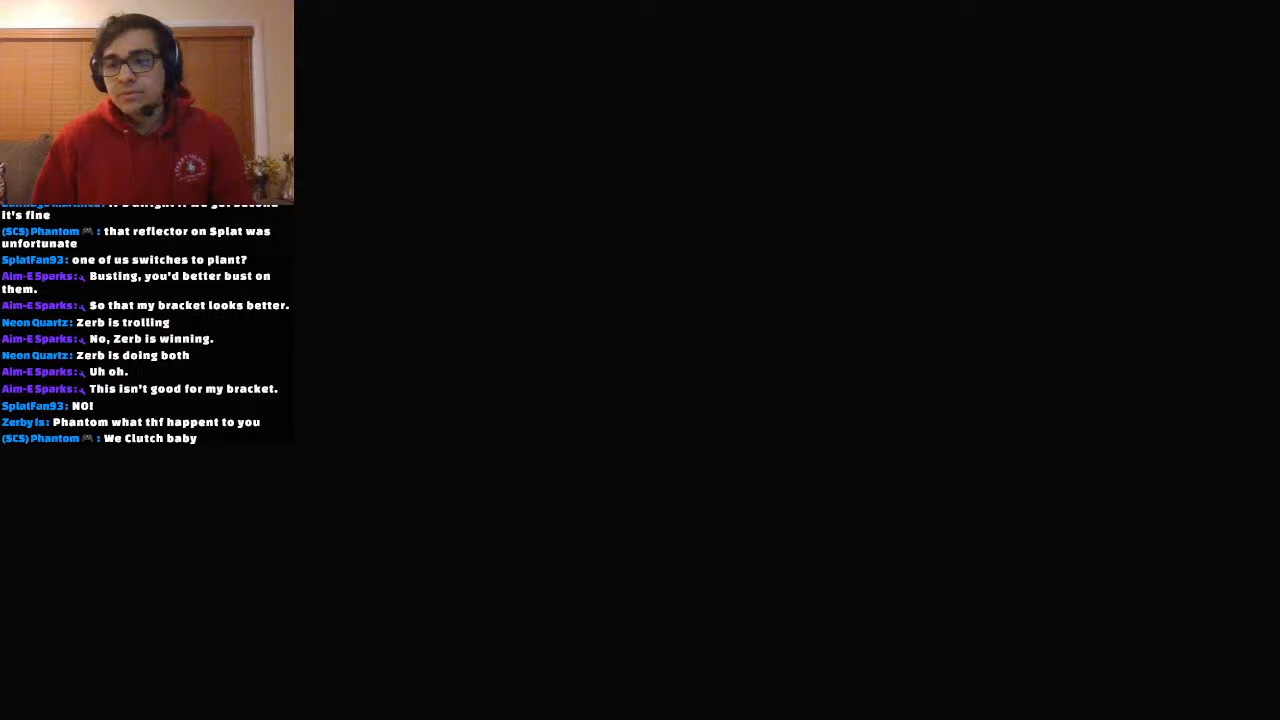 it's fine
(SCS) Phantom 🎮 : that reflector on Splat was
unfortunate
SplatFan93: one of us switches to plant?
Aim-E Sparks: Busting, you'd better bust on
them.
Aim-E Sparks: So that my bracket looks better.
Neon Quartz: Zerb is trolling
Aim-E Sparks: No, Zerb is winning.
Neon Quartz: Zerb is doing both
Aim-E Sparks: Uh oh.
Aim-E Sparks: This isn't good for my bracket.
SplatFan93: NO!
Zerby Is: Phantom what thf happent to you
(SCS) Phantom 🎮 : We Clutch baby